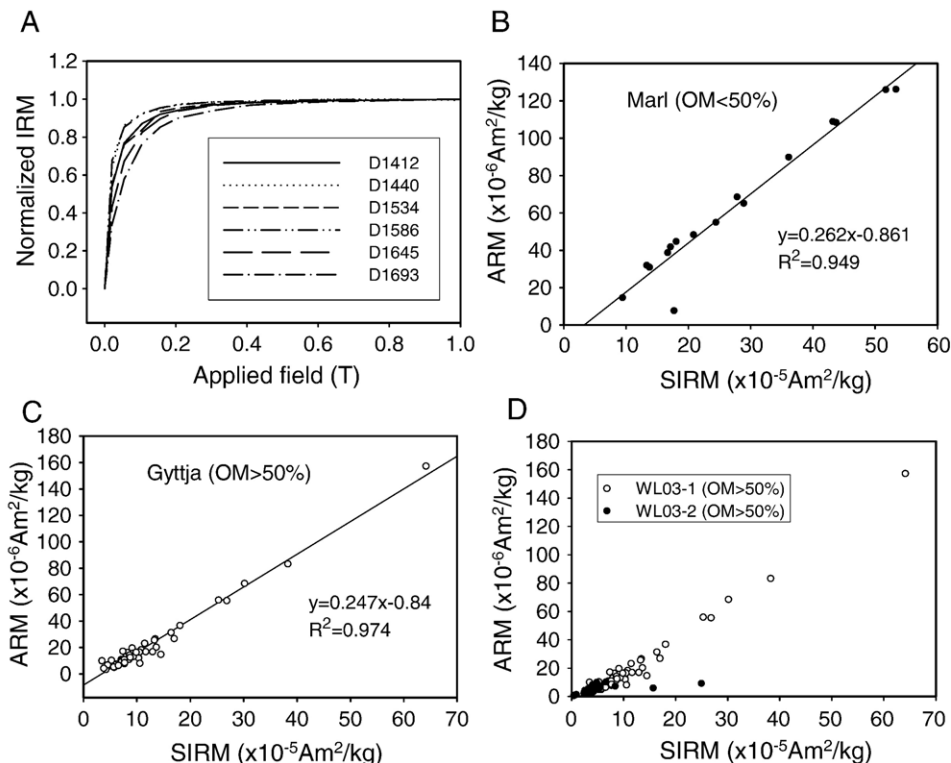 A
Normalized IRM
1.2
1.0
0.8
0.6
0.4
0.2
0.0
D1412
D1440
D1534
D1586
D1645
D1693
0.0 0.2 0.4 0.6 0.8 1.0
Applied field (T)
B
ARM (x10⁻⁶Am²/kg)
140
120
100
80
60
40
20
0
Marl (OM<50%)
y=0.262x-0.861
R²=0.949
0 10 20 30 40 50 60
SIRM (x10⁻⁵Am²/kg)
C
ARM (x10⁻⁶Am²/kg)
180
160
140
120
100
80
60
40
20
0
Gyttja (OM>50%)
y=0.247x-0.84
R²=0.974
0 10 20 30 40 50 60 70
SIRM (x10⁻⁵Am²/kg)
D
ARM (x10⁻⁶Am²/kg)
180
160
140
120
100
80
60
40
20
0
WL03-1 (OM>50%)
WL03-2 (OM>50%)
0 10 20 30 40 50 60 70
SIRM (x10⁻⁵Am²/kg)